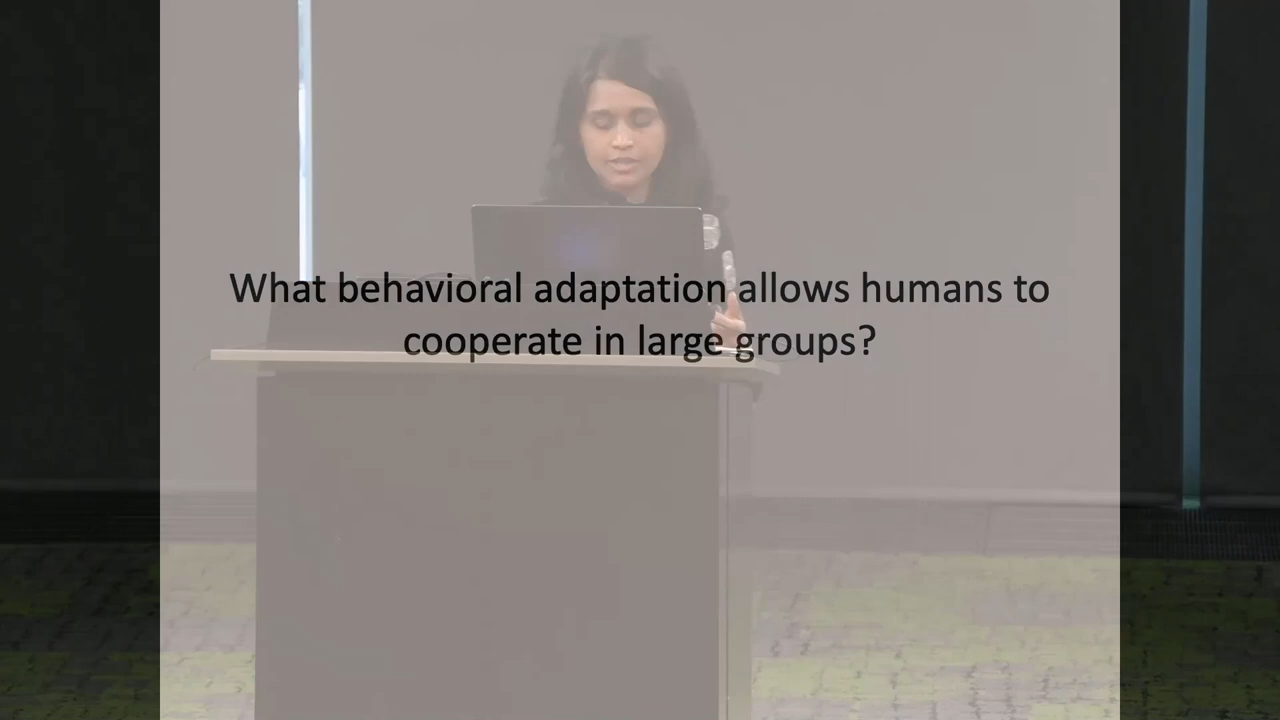 What behavioral adaptation allows humans to
cooperate in large groups?